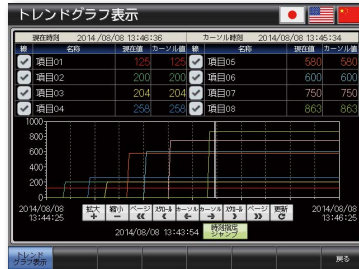 トレンドグラフ表示
現在時刻 2014/08/08 13:46:36 カーソル時刻 2014/08/08 13:45:34
線 名称 現在値 カーソル値 線 名称 現在値 カーソル値
項目01 125 125 項目05 580 580
項目02 200 200 項目06 600 600
項目03 204 204 項目07 750 750
項目04 258 258 項目08 863 863
1000
800
600
400
200
0
2014/08/08
13:44:25
拡大 + 縮小 − ページ « スクロール ‹ カーソル ← カーソル → スクロール › ページ » 更新
2014/08/08
13:46:25
2014/08/08 13:43:54 時刻指定
ジャンプ
トレンド
グラフ表示
戻る